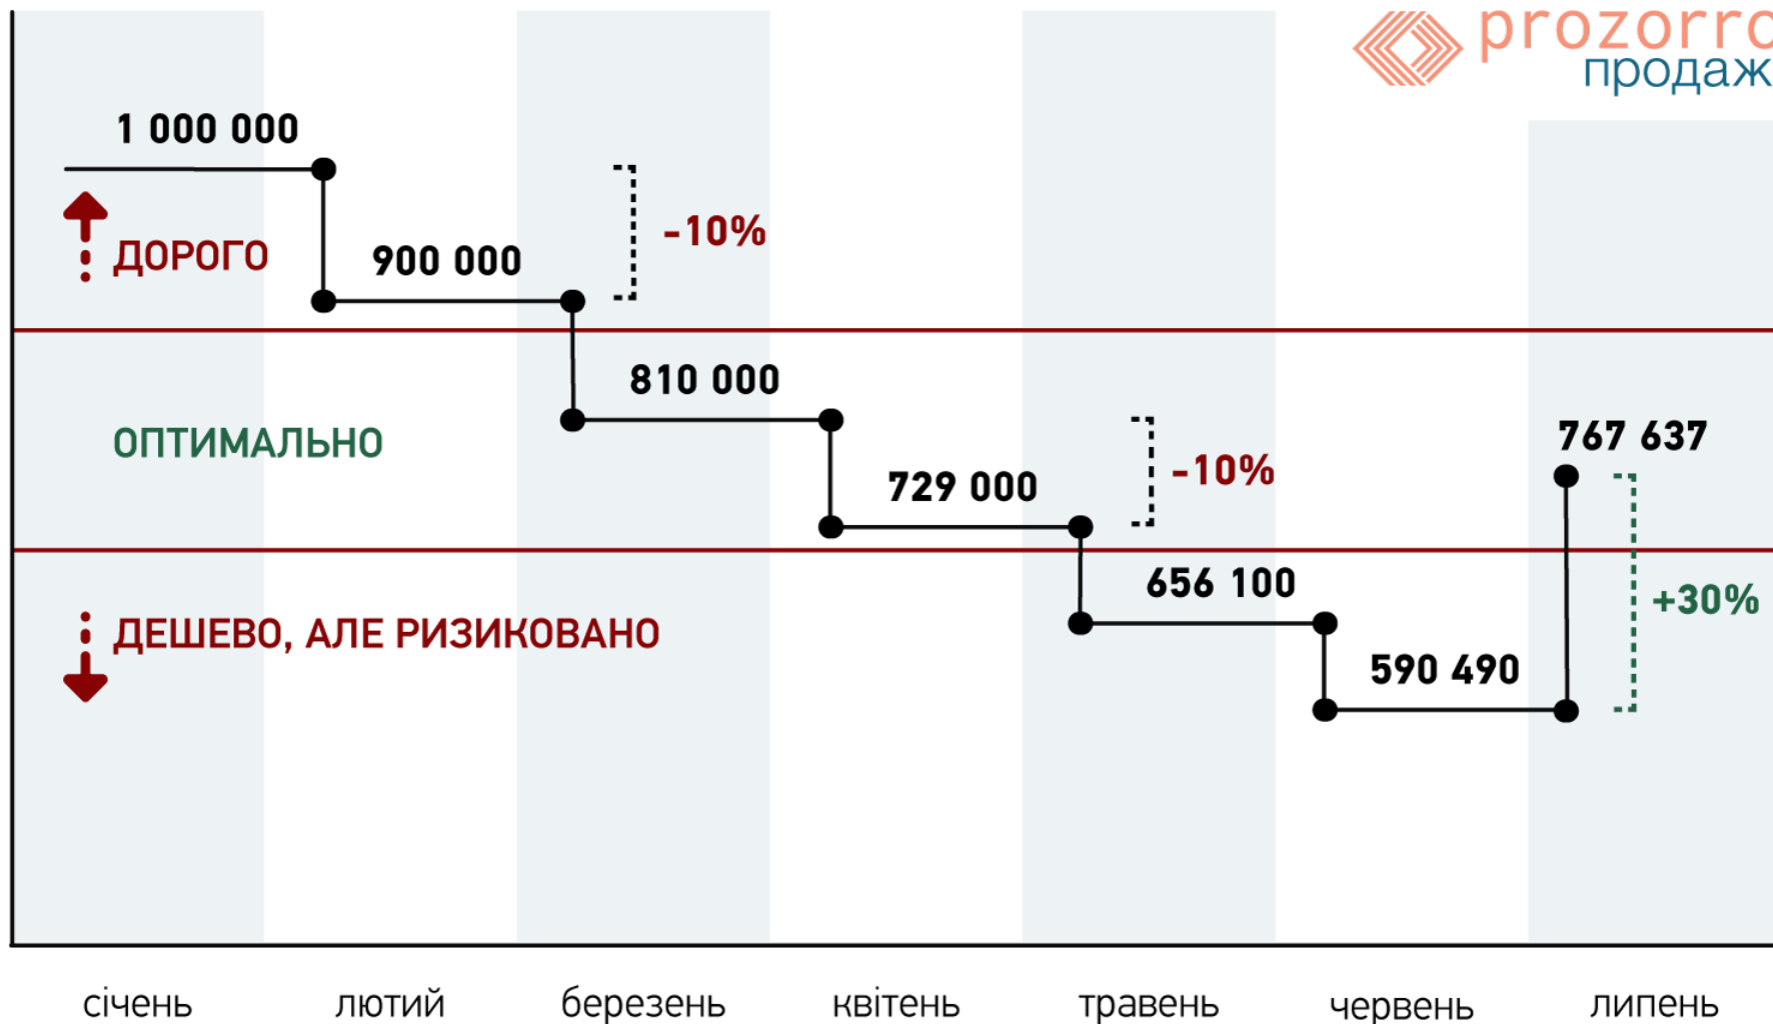 prozorro
продаж
1 000 000
ДОРОГО
900 000
-10%
810 000
ОПТИМАЛЬНО
729 000
-10%
767 637
656 100
+30%
ДЕШЕВО, АЛЕ РИЗИКОВАНО
590 490
січень лютий березень квітень травень червень липень